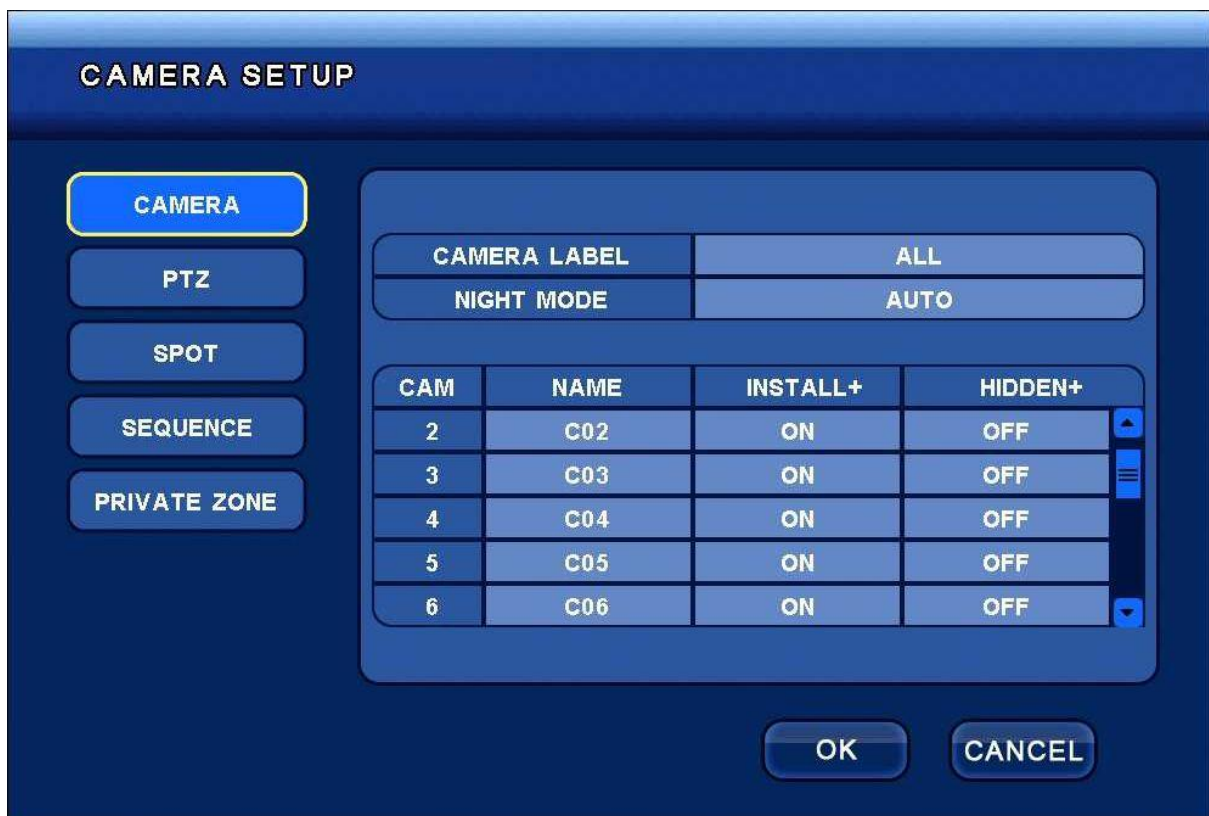 CAMERA SETUP
CAMERA
PTZ
SPOT
SEQUENCE
PRIVATE ZONE
CAMERA LABEL ALL
NIGHT MODE AUTO
CAM NAME INSTALL+ HIDDEN+
2 C02 ON OFF
3 C03 ON OFF
4 C04 ON OFF
5 C05 ON OFF
6 C06 ON OFF
OK CANCEL